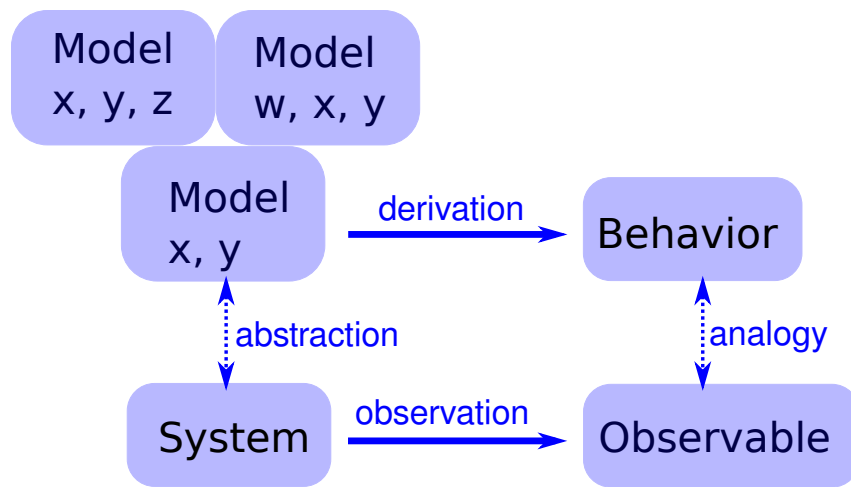 Model
x, y, z
Model
w, x, y
Model
x, y
derivation
Behavior
abstraction
analogy
System
observation
Observable